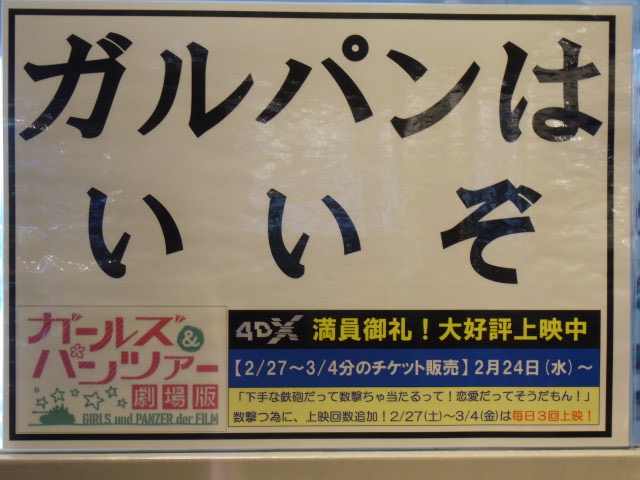 ガルパンは
いいぞ
ガールズ&
パンツァー
劇場版
GIRLS und PANZER der FILM
4DX 満員御礼！大好評上映中
【2/27～3/4分のチケット販売】2月24日(水)～
「下手な鉄砲だって数撃ちゃ当たるって！恋愛だってそうだもん！」
数撃つ為に、上映回数追加！2/27(土)～3/4(金)は毎日3回上映！